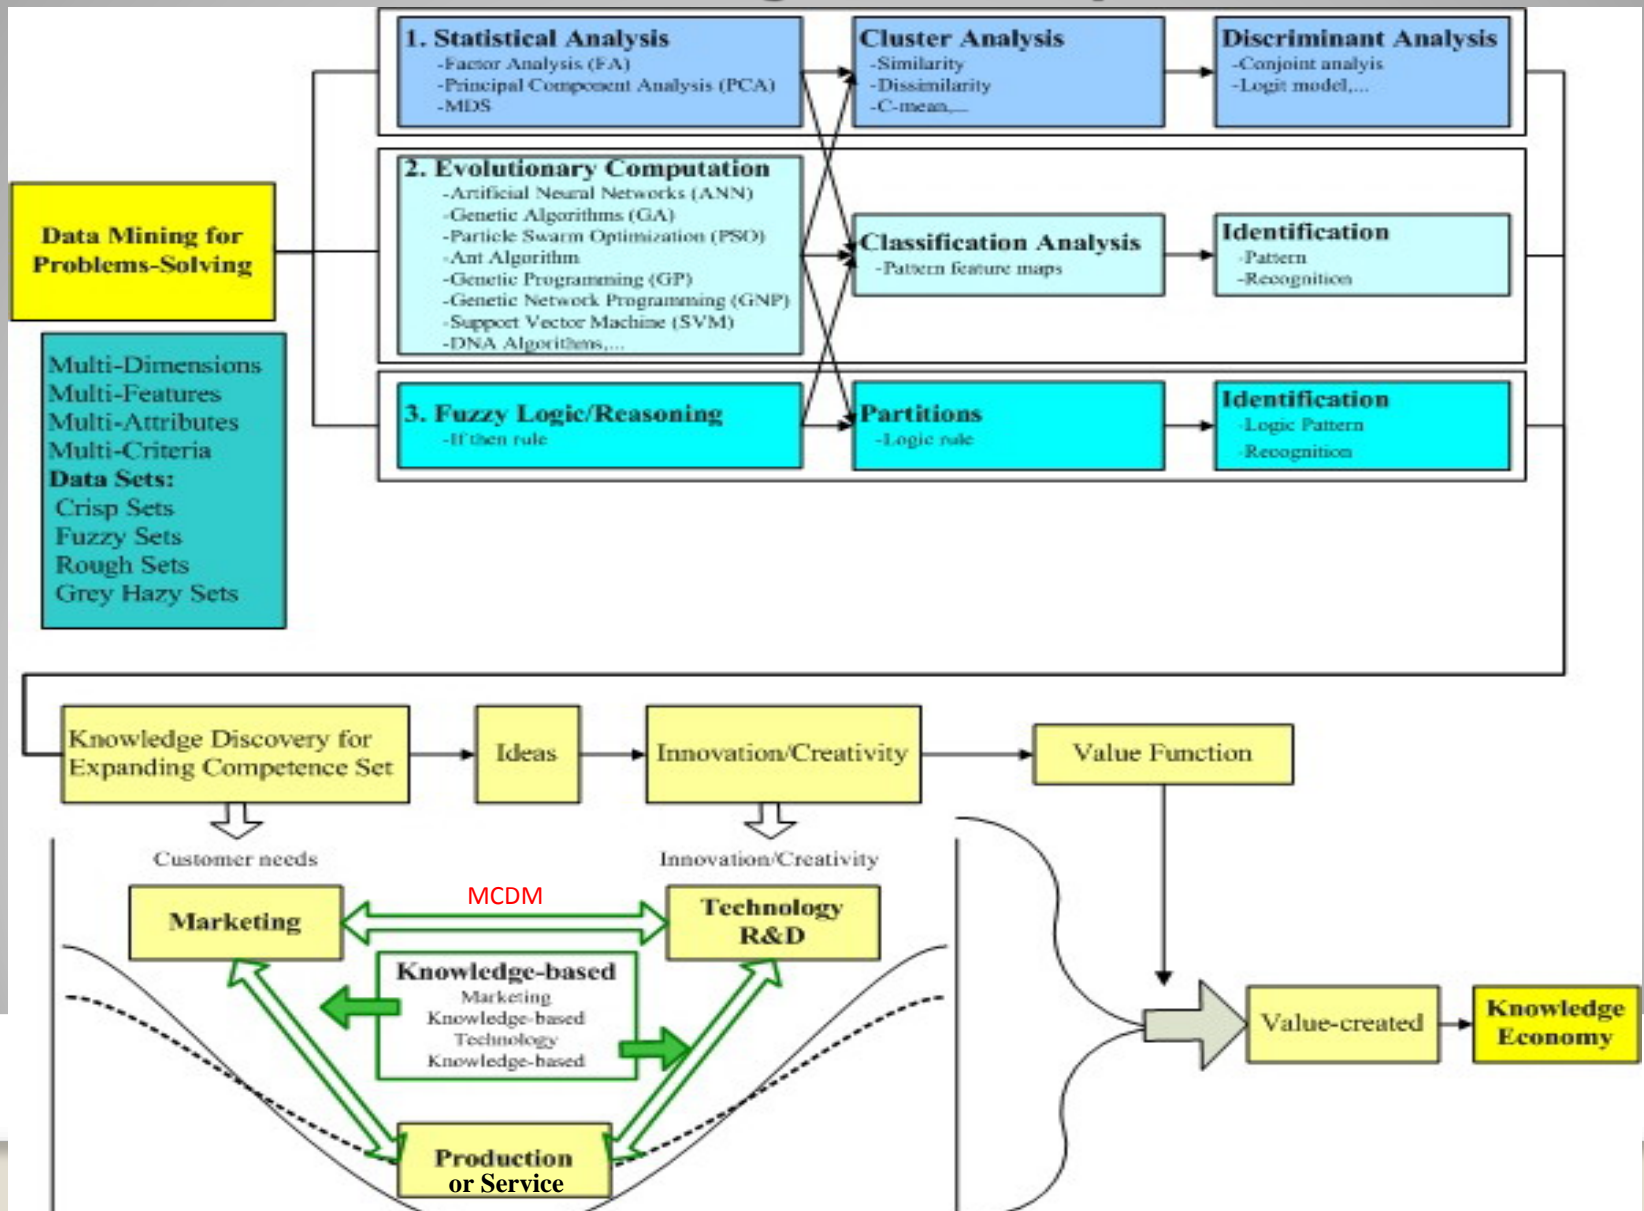 1. Statistical Analysis
-Factor Analysis (FA)
-Principal Component Analysis (PCA)
-MDS
Cluster Analysis
-Similarity
-Dissimilarity
-C-mean,...
Discriminant Analysis
-Conjoint analyis
-Logit model,...
Data Mining for
Problems-Solving
2. Evolutionary Computation
-Artificial Neural Networks (ANN)
-Genetic Algorithms (GA)
-Particle Swarm Optimization (PSO)
-Ant Algorithm
-Genetic Programming (GP)
-Genetic Network Programming (GNP)
-Support Vector Machine (SVM)
-DNA Algorithms,...
Classification Analysis
-Pattern feature maps
Identification
-Pattern
-Recognition
Multi-Dimensions
Multi-Features
Multi-Attributes
Multi-Criteria
Data Sets:
Crisp Sets
Fuzzy Sets
Rough Sets
Grey Hazy Sets
3. Fuzzy Logic/Reasoning
-If then rule
Partitions
-Logic rule
Identification
-Logic Pattern
-Recognition
Knowledge Discovery for
Expanding Competence Set
Ideas
Innovation/Creativity
Value Function
Customer needs
Innovation/Creativity
Marketing
MCDM
Technology
R&D
Knowledge-based
Marketing
Knowledge-based
Technology
Knowledge-based
Production
or Service
Value-created
Knowledge
Economy